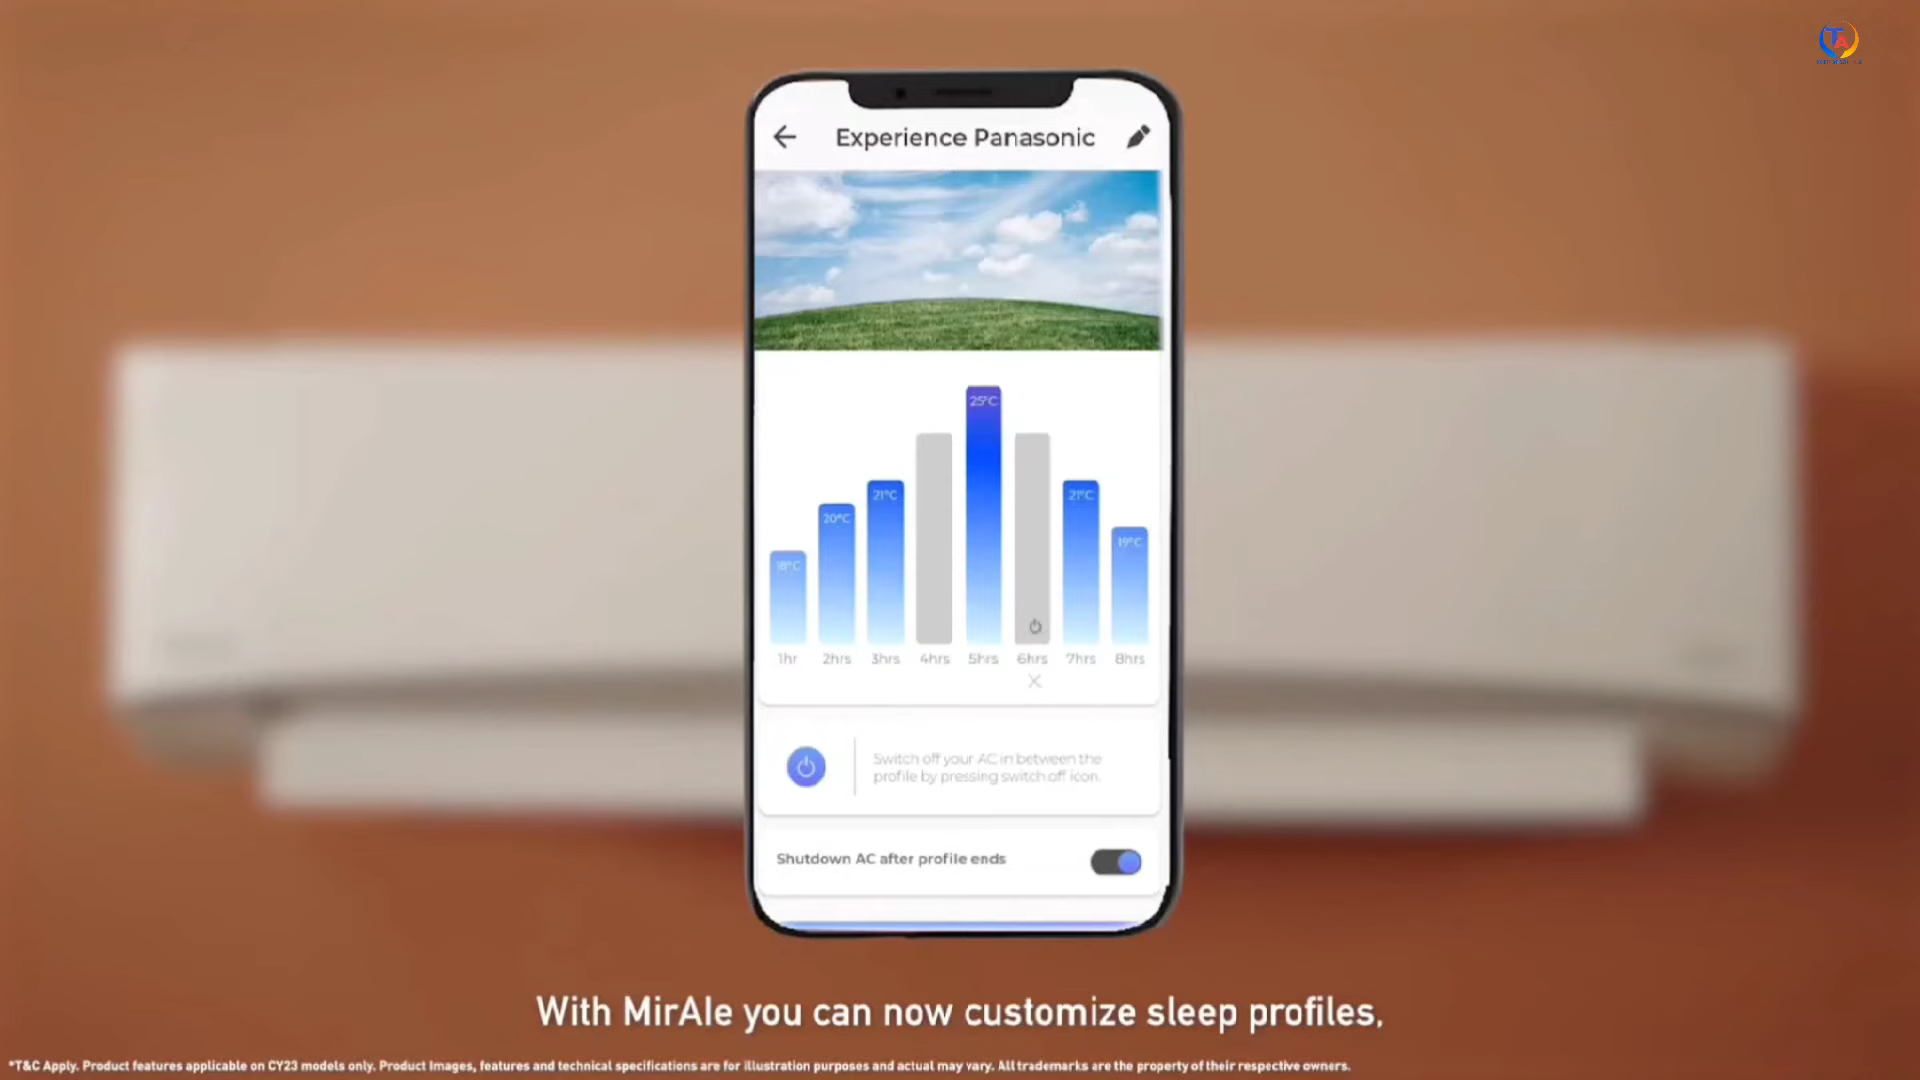 TA
Experience Panasonic
25°C
21°C
21°C
20°C
19°C
18°C
1hr 2hrs 3hrs 4hrs 5hrs 6hrs 7hrs 8hrs
Switch off your AC in between the
profile by pressing switch off icon.
Shutdown AC after profile ends
With MirAIe you can now customize sleep profiles,
*T&C Apply. Product features applicable on CY23 models only. Product Images, features and technical specifications are for illustration purposes and actual may vary. All trademarks are the property of their respective owners.